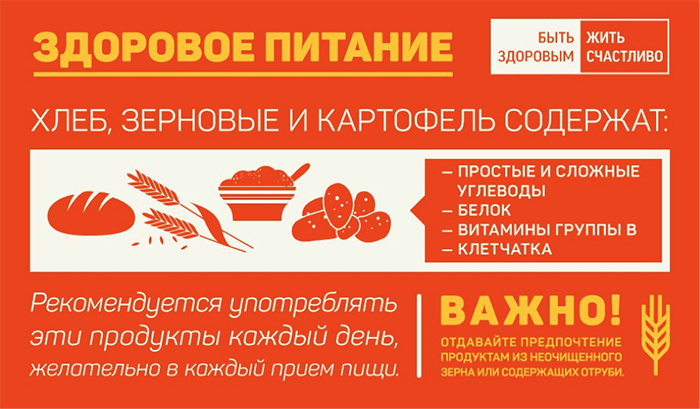 ЗДОРОВОЕ ПИТАНИЕ
БЫТЬ ЗДОРОВЫМ
ЖИТЬ СЧАСТЛИВО
ХЛЕБ, ЗЕРНОВЫЕ И КАРТОФЕЛЬ СОДЕРЖАТ:
– ПРОСТЫЕ И СЛОЖНЫЕ
УГЛЕВОДЫ
– БЕЛОК
– ВИТАМИНЫ ГРУППЫ В
– КЛЕТЧАТКА
Рекомендуется употреблять
эти продукты каждый день,
желательно в каждый прием пищи.
ВАЖНО!
ОТДАВАЙТЕ ПРЕДПОЧТЕНИЕ
ПРОДУКТАМ ИЗ НЕОЧИЩЕННОГО
ЗЕРНА ИЛИ СОДЕРЖАЩИХ ОТРУБИ.